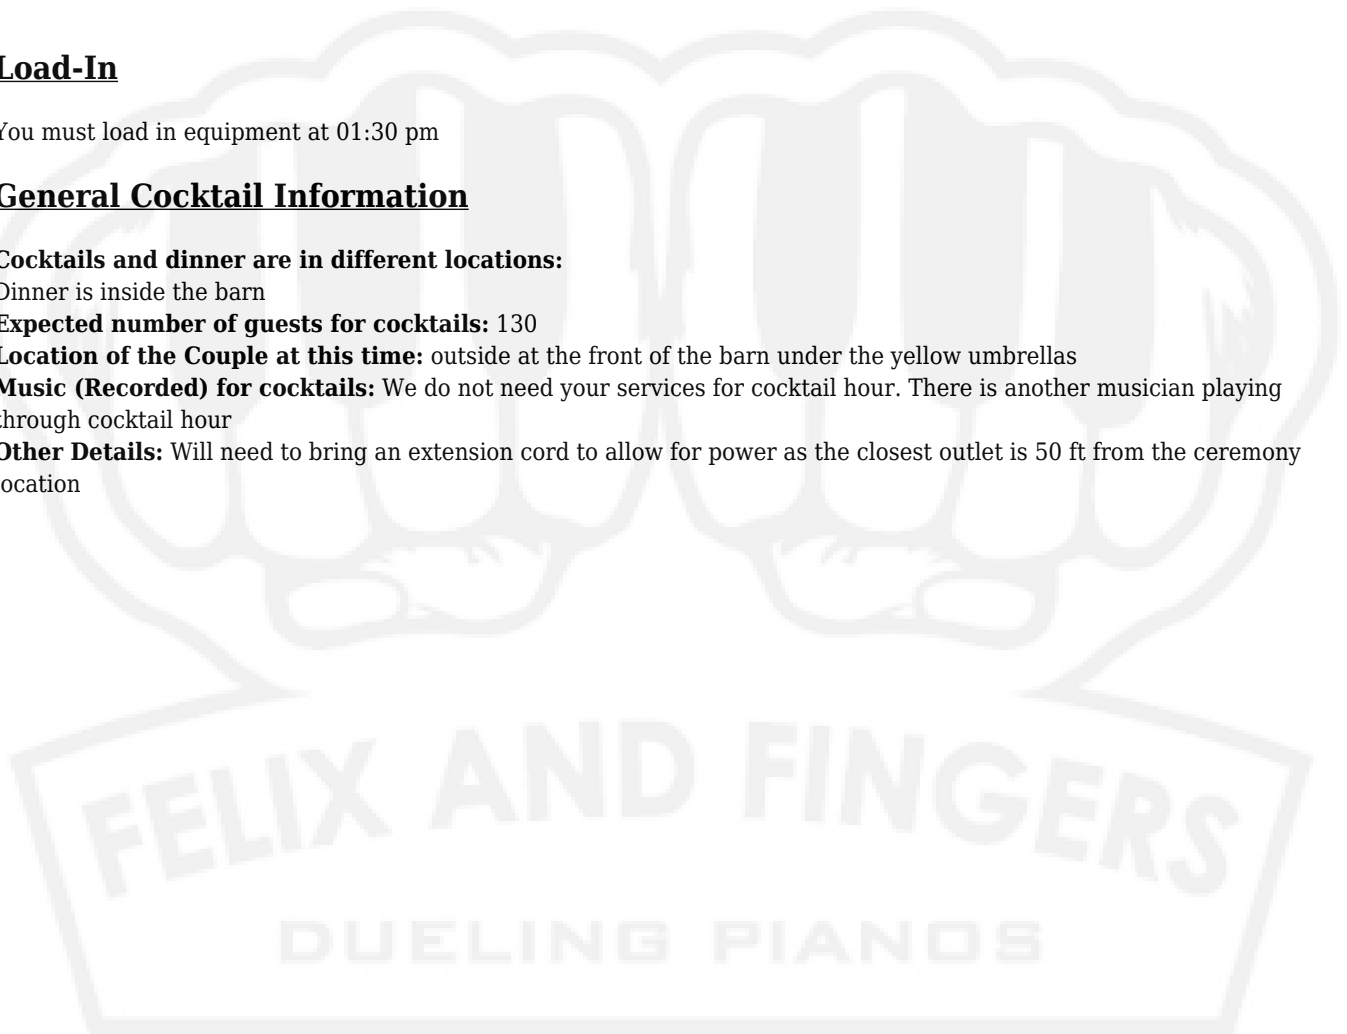 Load-In
You must load in equipment at 01:30 pm
General Cocktail Information
Cocktails and dinner are in different locations:
Dinner is inside the barn
Expected number of guests for cocktails: 130
Location of the Couple at this time: outside at the front of the barn under the yellow umbrellas
Music (Recorded) for cocktails: We do not need your services for cocktail hour. There is another musician playing
through cocktail hour
Other Details: Will need to bring an extension cord to allow for power as the closest outlet is 50 ft from the ceremony
location
FELIX AND FINGERS
DUELING PIANOS